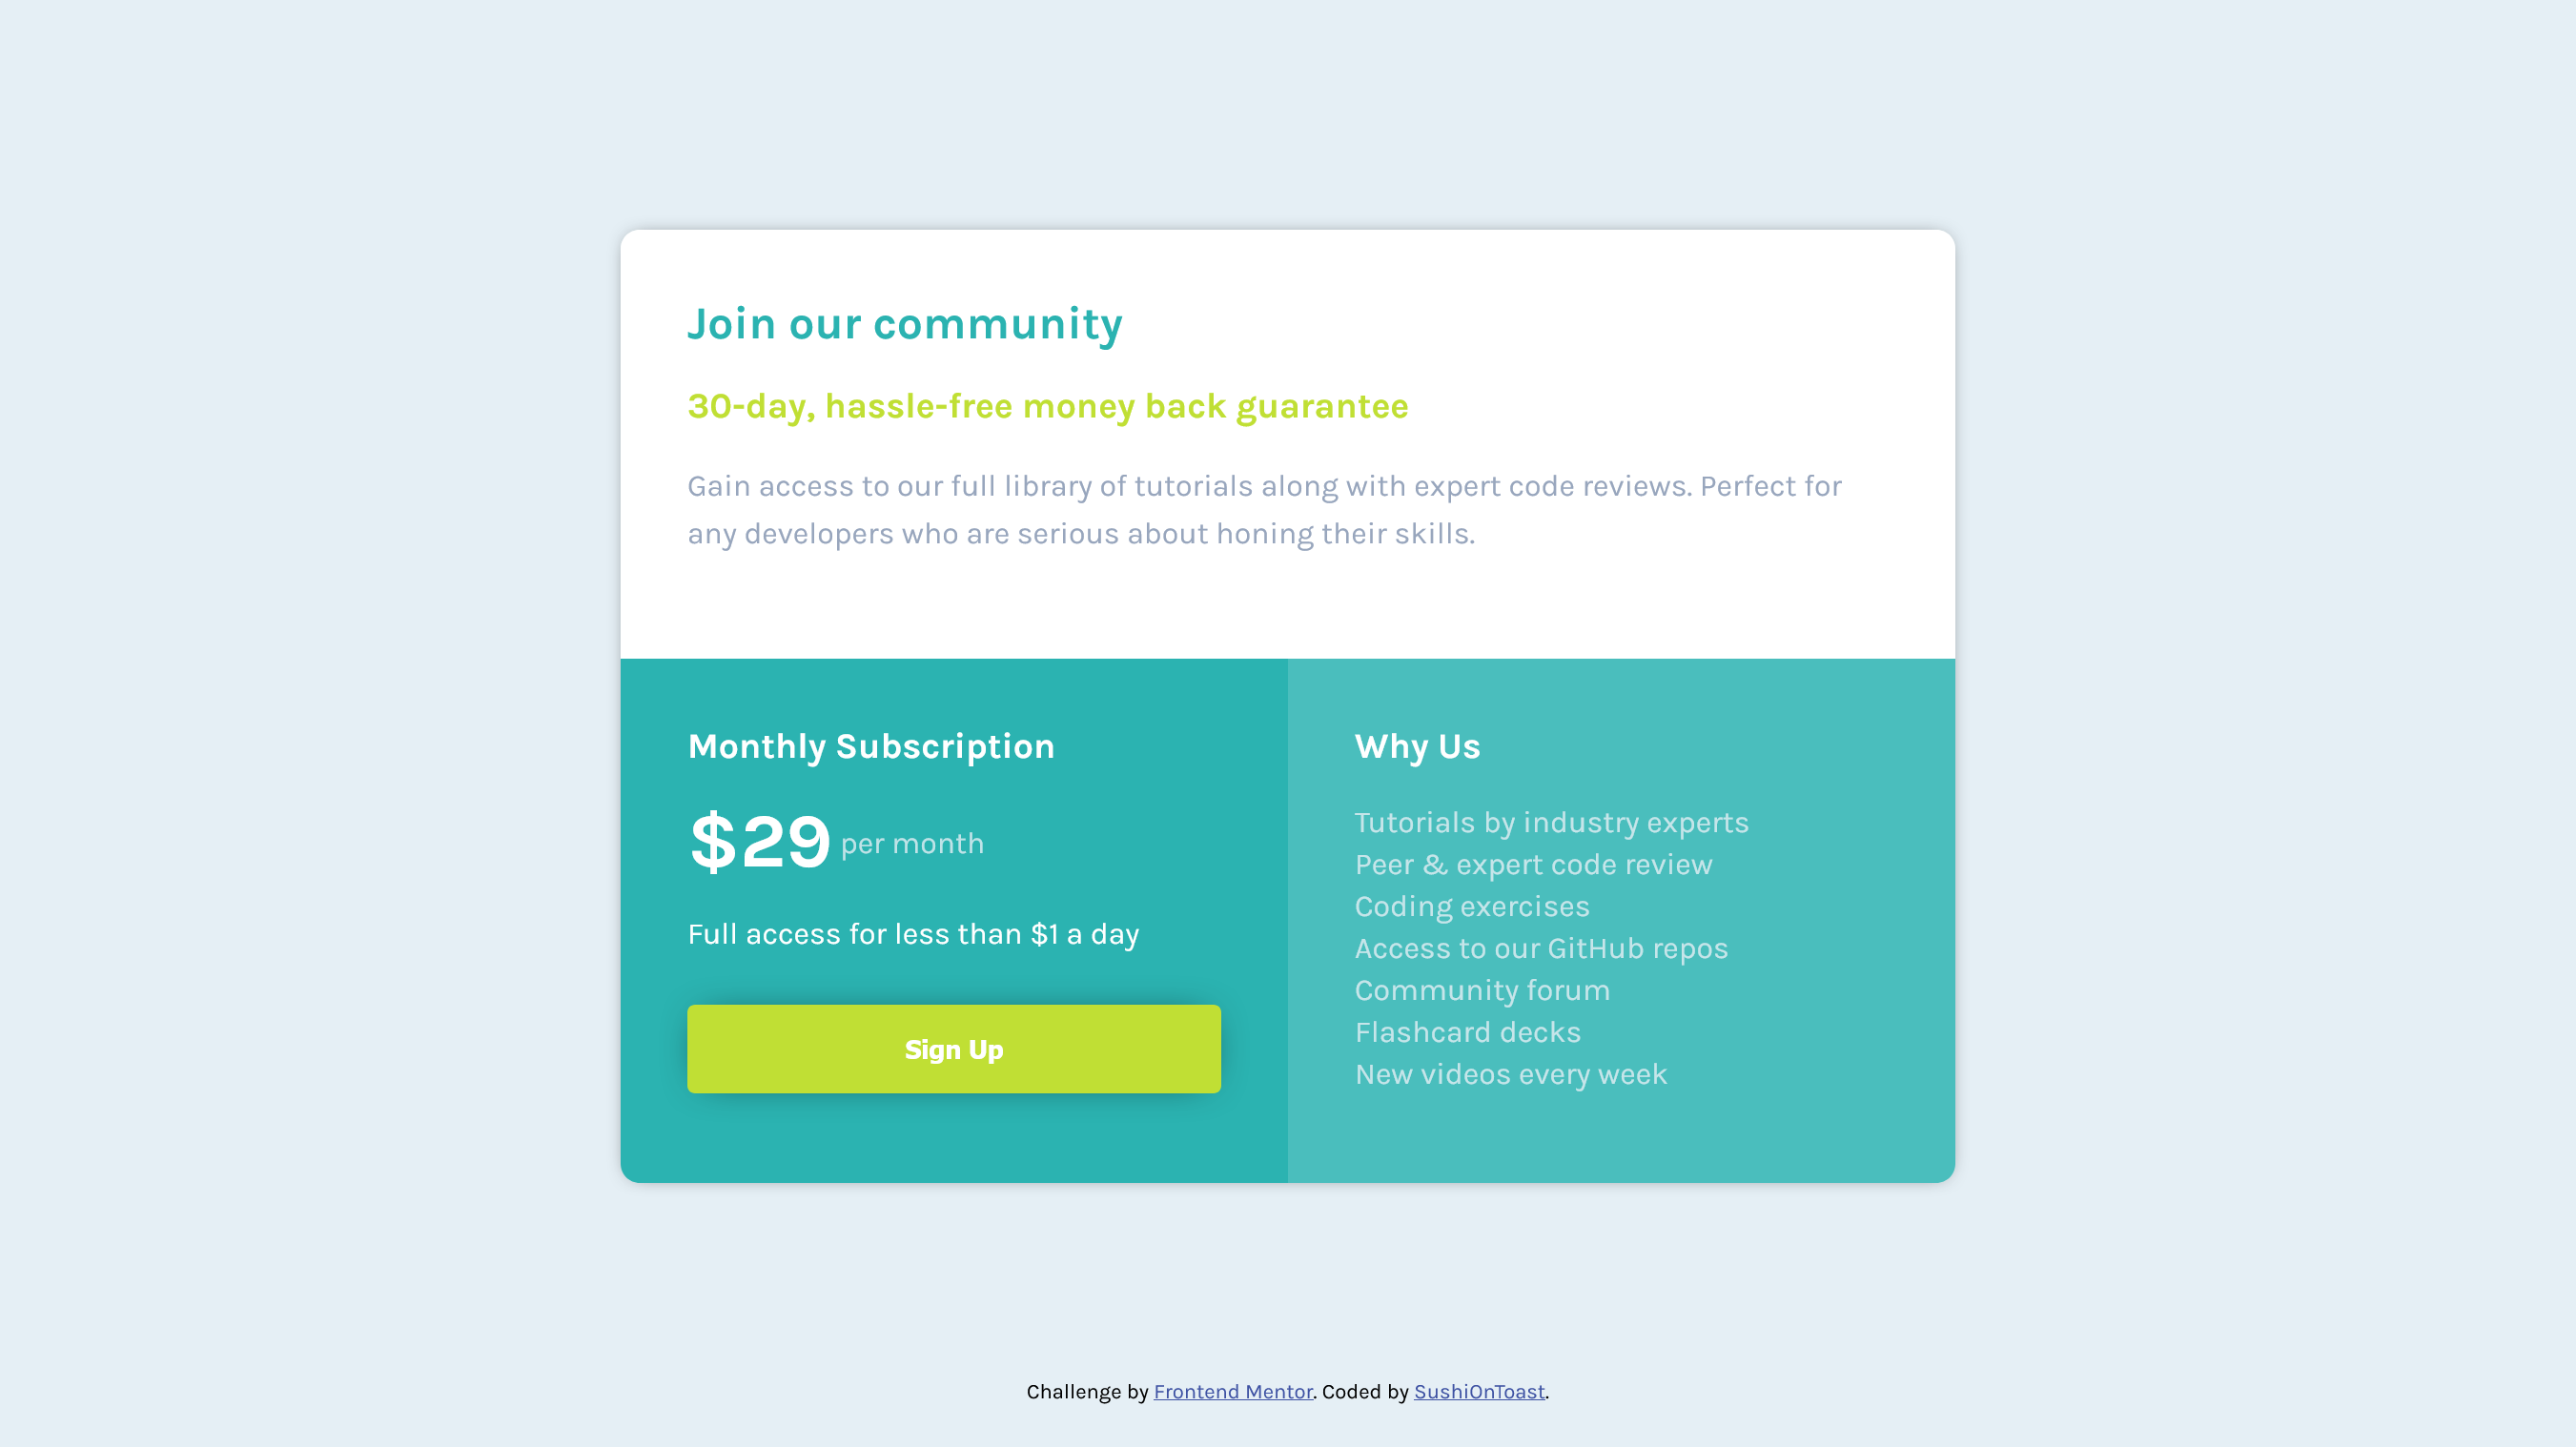 Join our community
30-day, hassle-free money back guarantee
Gain access to our full library of tutorials along with expert code reviews. Perfect for
any developers who are serious about honing their skills.
Monthly Subscription
$29 per month
Full access for less than $1 a day
Sign Up
Why Us
Tutorials by industry experts
Peer & expert code review
Coding exercises
Access to our GitHub repos
Community forum
Flashcard decks
New videos every week
Challenge by Frontend Mentor. Coded by SushiOnToast.